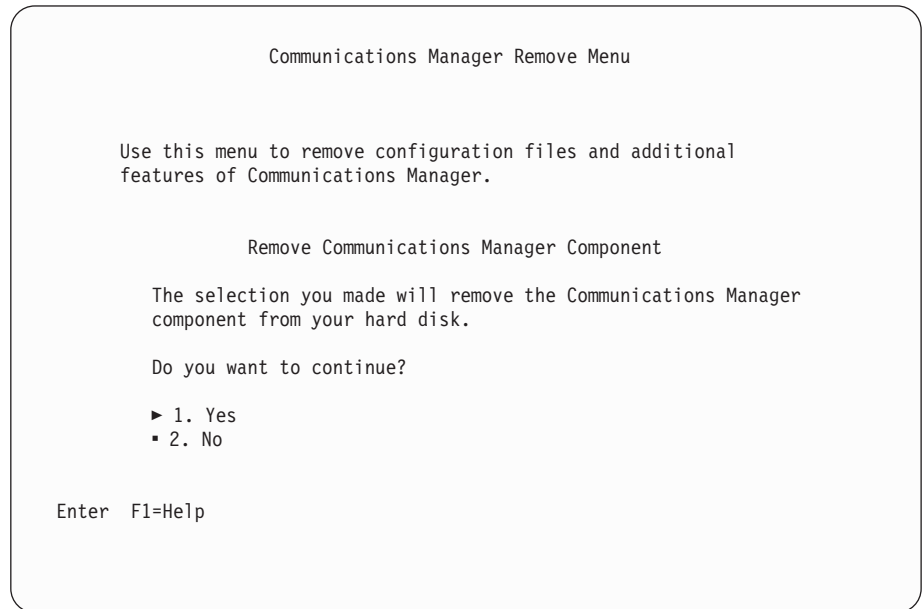 Communications Manager Remove Menu
Use this menu to remove configuration files and additional
features of Communications Manager.
Remove Communications Manager Component
The selection you made will remove the Communications Manager
component from your hard disk.
Do you want to continue?
► 1. Yes
▪ 2. No
Enter F1=Help